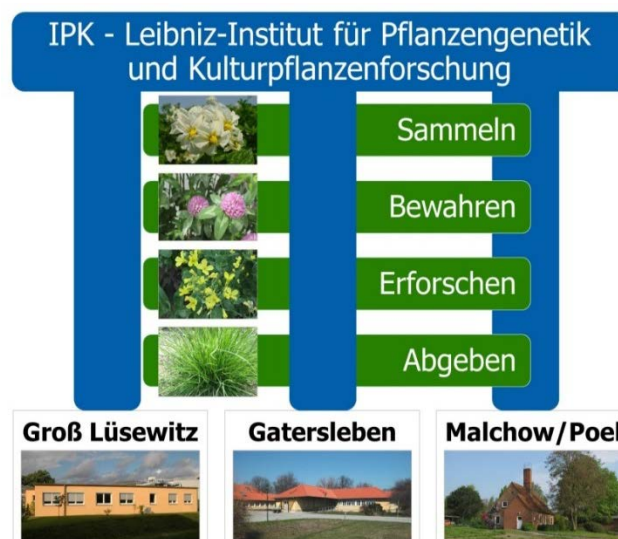 IPK - Leibniz-Institut für Pflanzengenetik
und Kulturpflanzenforschung
Sammeln
Bewahren
Erforschen
Abgeben
Groß Lüsewitz
Gatersleben
Malchow/Poel